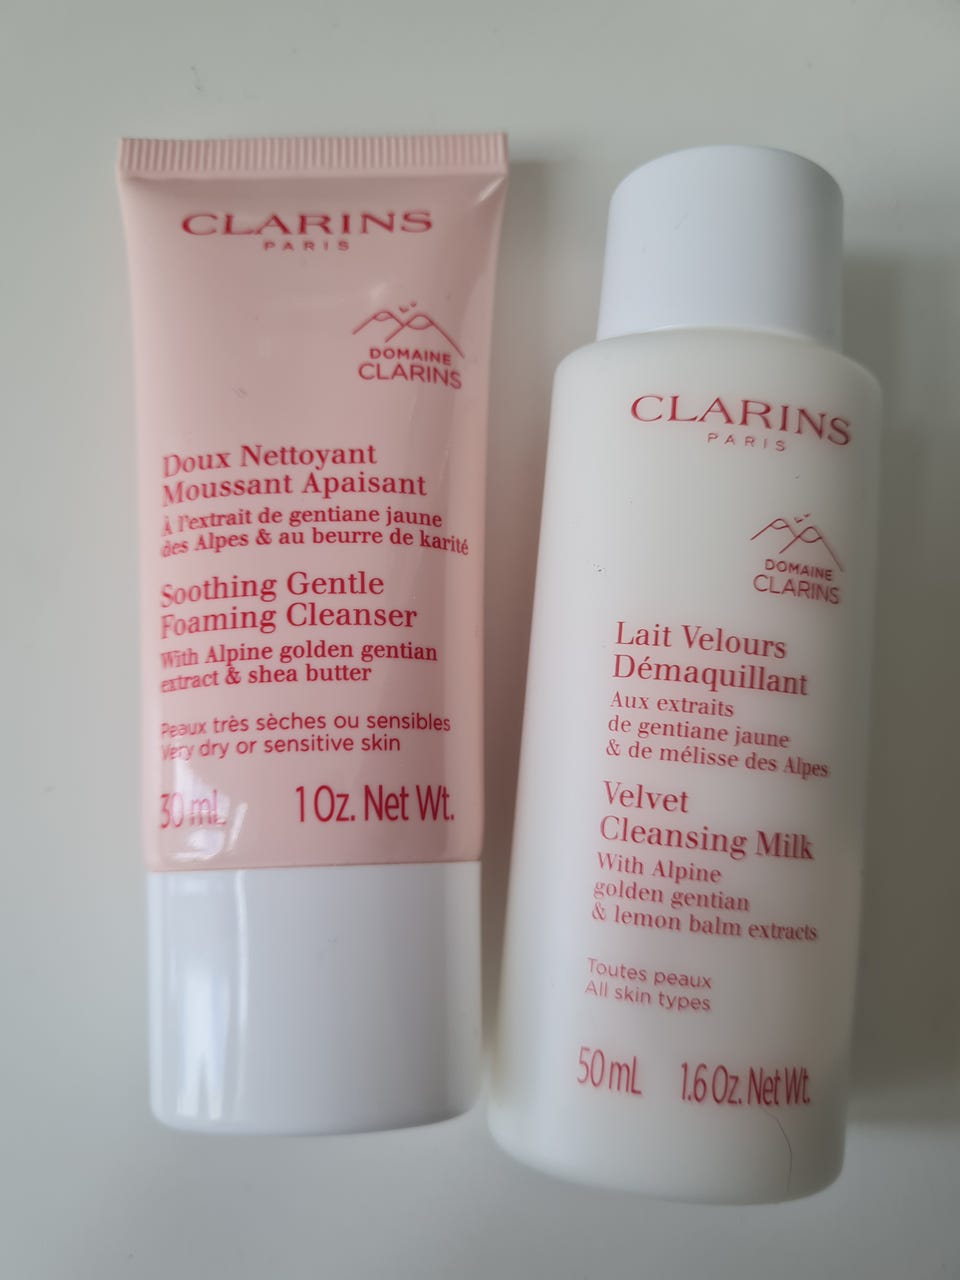 CLARINS
PARIS
DOMAINE
CLARINS
Doux Nettoyant
Moussant Apaisant
À l'extrait de gentiane jaune
des Alpes & au beurre de karité
Soothing Gentle
Foaming Cleanser
With Alpine golden gentian
extract & shea butter
Peaux très sèches ou sensibles
Very dry or sensitive skin
30 mL 1 Oz. Net Wt.
CLARINS
PARIS
DOMAINE
CLARINS
Lait Velours
Démaquillant
Aux extraits
de gentiane jaune
& de mélisse des Alpes
Velvet
Cleansing Milk
With Alpine
golden gentian
& lemon balm extracts
Toutes peaux
All skin types
50 mL 1.6 Oz. Net Wt.